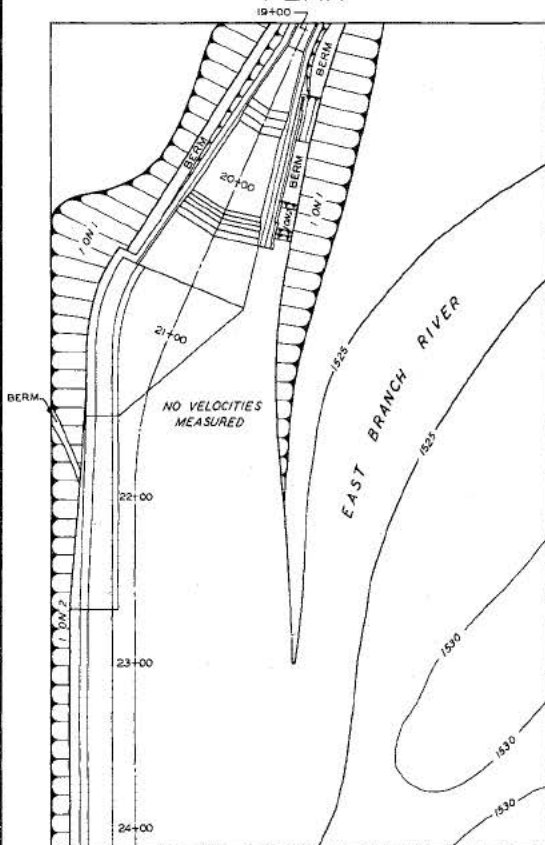 19+00
BERM
BERM
20+00
BERM
1 ON 1
1 ON 1
21+00
1525
EAST BRANCH RIVER
BERM
NO VELOCITIES
MEASURED
1525
22+00
1 ON 2
23+00
1530
1530
1530
24+00